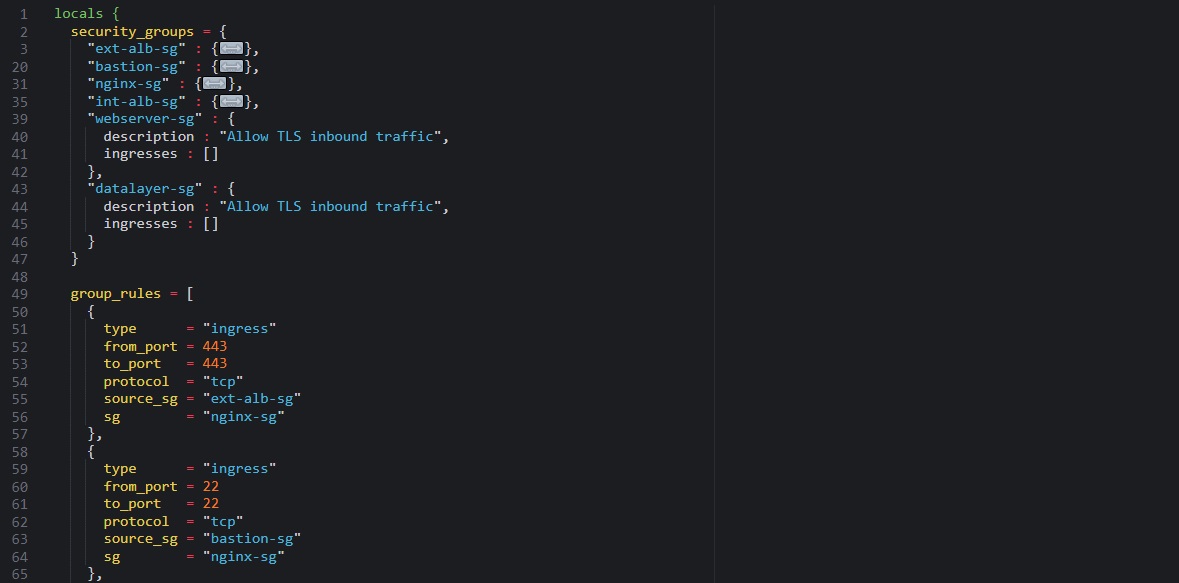 1 locals {
2 security_groups = {
3 "ext-alb-sg" : {},
20 "bastion-sg" : {},
31 "nginx-sg" : {},
35 "int-alb-sg" : {},
39 "webserver-sg" : {
40 description : "Allow TLS inbound traffic",
41 ingresses : []
42 },
43 "datalayer-sg" : {
44 description : "Allow TLS inbound traffic",
45 ingresses : []
46 }
47 }
48
49 group_rules = [
50 {
51 type = "ingress"
52 from_port = 443
53 to_port = 443
54 protocol = "tcp"
55 source_sg = "ext-alb-sg"
56 sg = "nginx-sg"
57 },
58 {
59 type = "ingress"
60 from_port = 22
61 to_port = 22
62 protocol = "tcp"
63 source_sg = "bastion-sg"
64 sg = "nginx-sg"
65 },